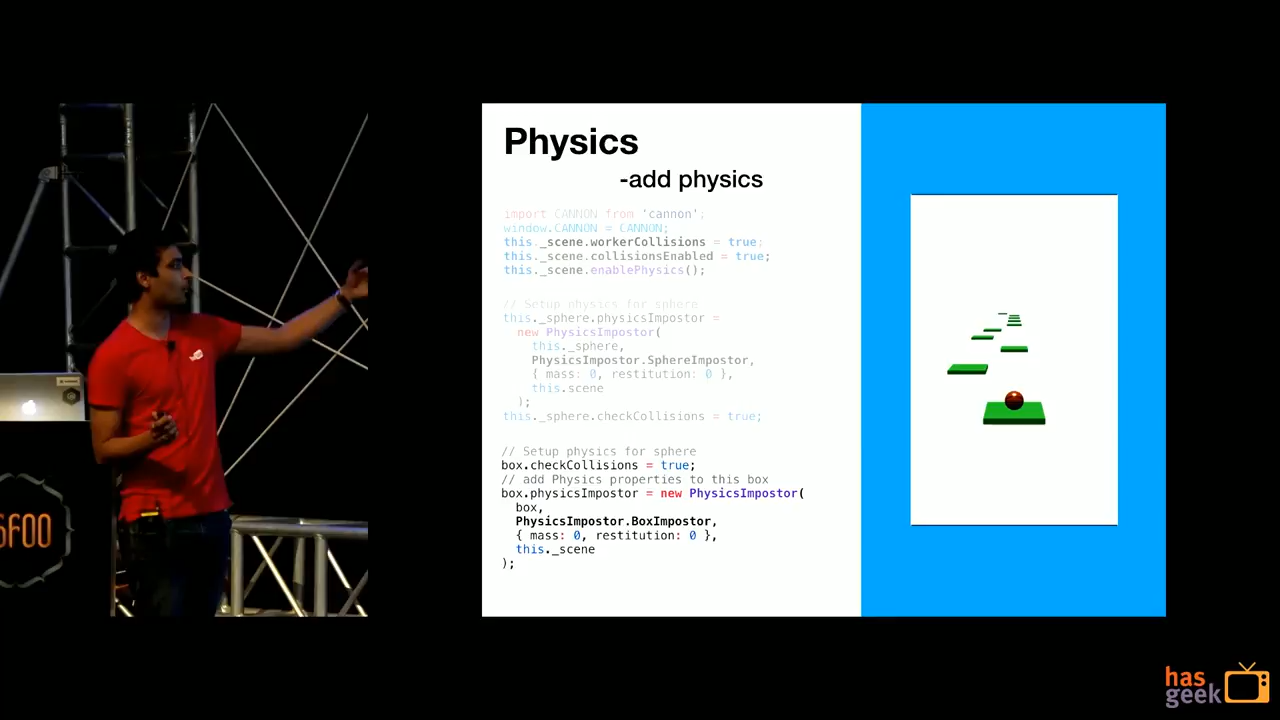 Physics
-add physics
import CANNON from 'cannon';
window.CANNON = CANNON;
this._scene.workerCollisions = true;
this._scene.collisionsEnabled = true;
this._scene.enablePhysics();
// Setup physics for sphere
this._sphere.physicsImpostor =
new PhysicsImpostor(
this._sphere,
PhysicsImpostor.SphereImpostor,
{ mass: 0, restitution: 0 },
this.scene
);
this._sphere.checkCollisions = true;
// Setup physics for sphere
box.checkCollisions = true;
// add Physics properties to this box
box.physicsImpostor = new PhysicsImpostor(
box,
PhysicsImpostor.BoxImpostor,
{ mass: 0, restitution: 0 },
this._scene
);
SFOO
has
geek